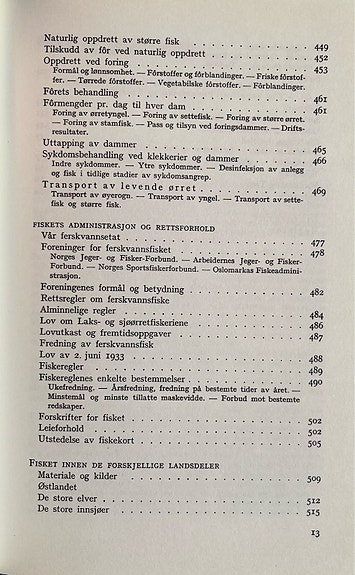 Naturlig oppdrett av større fisk . . . . . . . . . . . . 449
Tilskudd av fôr ved naturlig oppdrett . . . . . . . . . . 452
Oppdrett ved foring . . . . . . . . . . . . . . . . . . 453
Formål og lønnsomhet. — Fôrstoffer og fôrblandinger. — Friske fôrstof-
fer. — Tørrede fôrstoffer. — Vegetabilske fôrstoffer. — Fôrblandinger.
Fôrets behandling . . . . . . . . . . . . . . . . . . . 461
Fôrmengder pr. dag til hver dam . . . . . . . . . . . . 461
Foring av ørretyngel. — Foring av settefisk. — Foring av større ørret.
— Foring av stamfisk. — Pass og tilsyn ved foringsdammer. — Drifts-
resultater.
Uttapping av dammer . . . . . . . . . . . . . . . . . . 465
Sykdomsbehandling ved klekkerier og dammer . . . . . . 466
Indre sykdommer. — Ytre sykdommer. — Desinfeksjon av anlegg
og fisk i tidlige stadier av sykdomsangrep.
Transport av levende ørret . . . . . . . . . . . . . . . 469
Transport av øyerogn. — Transport av yngel. — Transport av sette-
fisk og større fisk.
FISKETS ADMINISTRASJON OG RETTSFORHOLD
Vår ferskvannsetat . . . . . . . . . . . . . . . . . . . 477
Foreninger for ferskvannsfisket . . . . . . . . . . . . . 478
Norges Jeger- og Fisker-Forbund. — Arbeidernes Jeger- og Fisker-
Forbund. — Norges Sportsfiskerforbund. — Oslomarkas Fiskeadmini-
strasjon.
Foreningenes formål og betydning . . . . . . . . . . . . 482
Rettsregler om ferskvannsfiske
Alminnelige regler . . . . . . . . . . . . . . . . . . . 484
Lov om Laks- og sjøørretfiskeriene . . . . . . . . . . . 486
Lovutkast og fremtidsoppgaver . . . . . . . . . . . . . 487
Fredning av ferskvannsfisk
Lov av 2. juni 1933 . . . . . . . . . . . . . . . . . . 488
Fiskeregler . . . . . . . . . . . . . . . . . . . . . . 489
Fiskereglenes enkelte bestemmelser . . . . . . . . . . . 490
Ukefredning. — Årsfredning, fredning på bestemte tider av året. —
Minstemål og minste tillatte maskevidde. — Forbud mot bestemte
redskaper.
Forskrifter for fisket . . . . . . . . . . . . . . . . . . 502
Leieforhold . . . . . . . . . . . . . . . . . . . . . . 502
Utstedelse av fiskekort . . . . . . . . . . . . . . . . . 505
FISKET INNEN DE FORSKJELLIGE LANDSDELER
Materiale og kilder . . . . . . . . . . . . . . . . . . 509
Østlandet
De store elver . . . . . . . . . . . . . . . . . . . . . 512
De store innsjøer . . . . . . . . . . . . . . . . . . . 515
13